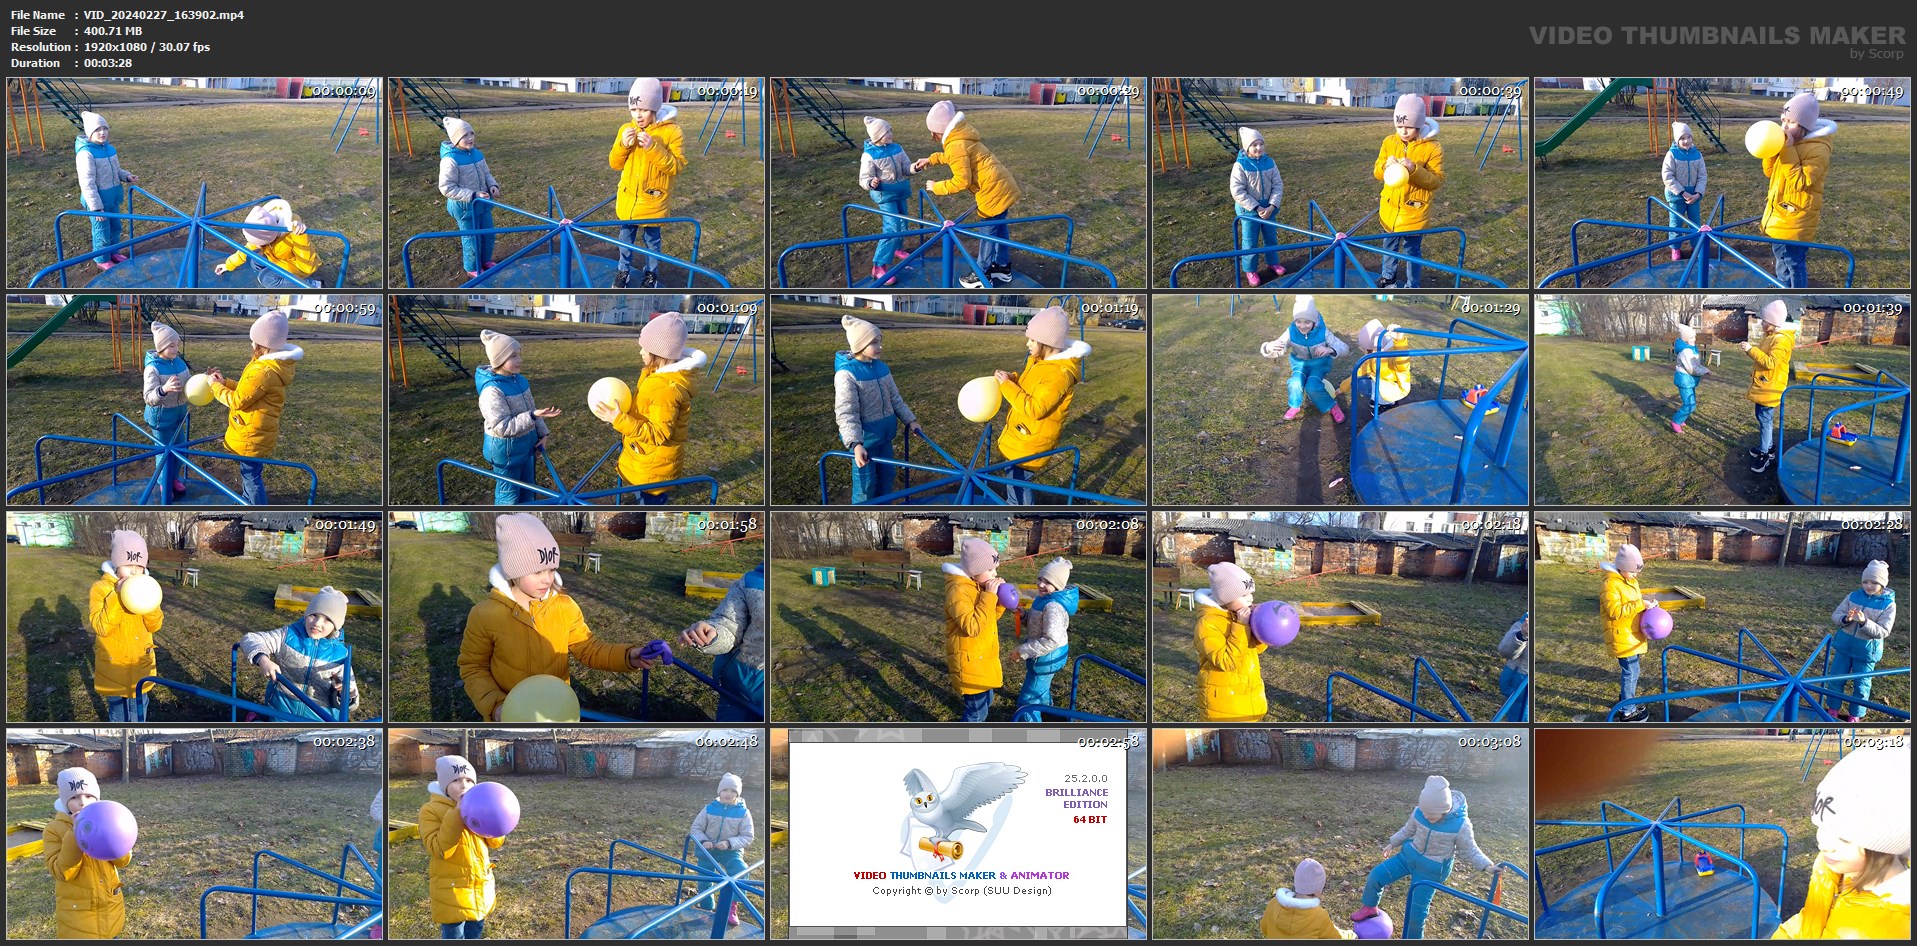 File Name : VID_20240227_163902.mp4
File Size : 400.71 MB
Resolution : 1920x1080 / 30.07 fps
Duration : 00:03:28
VIDEO THUMBNAILS MAKER
by Scorp
00:00:09
00:00:19
00:00:29
00:00:39
00:00:49
00:00:59
00:01:09
00:01:19
00:01:29
00:01:39
00:01:49
00:01:58
00:02:08
00:02:18
00:02:28
DIOR
DIOR
00:02:38
00:02:48
00:02:58
00:03:08
00:03:18
DIOR
DIOR
25.2.0.0
BRILLIANCE
EDITION
64 BIT
VIDEO THUMBNAILS MAKER & ANIMATOR
Copyright © by Scorp (SUU Design)